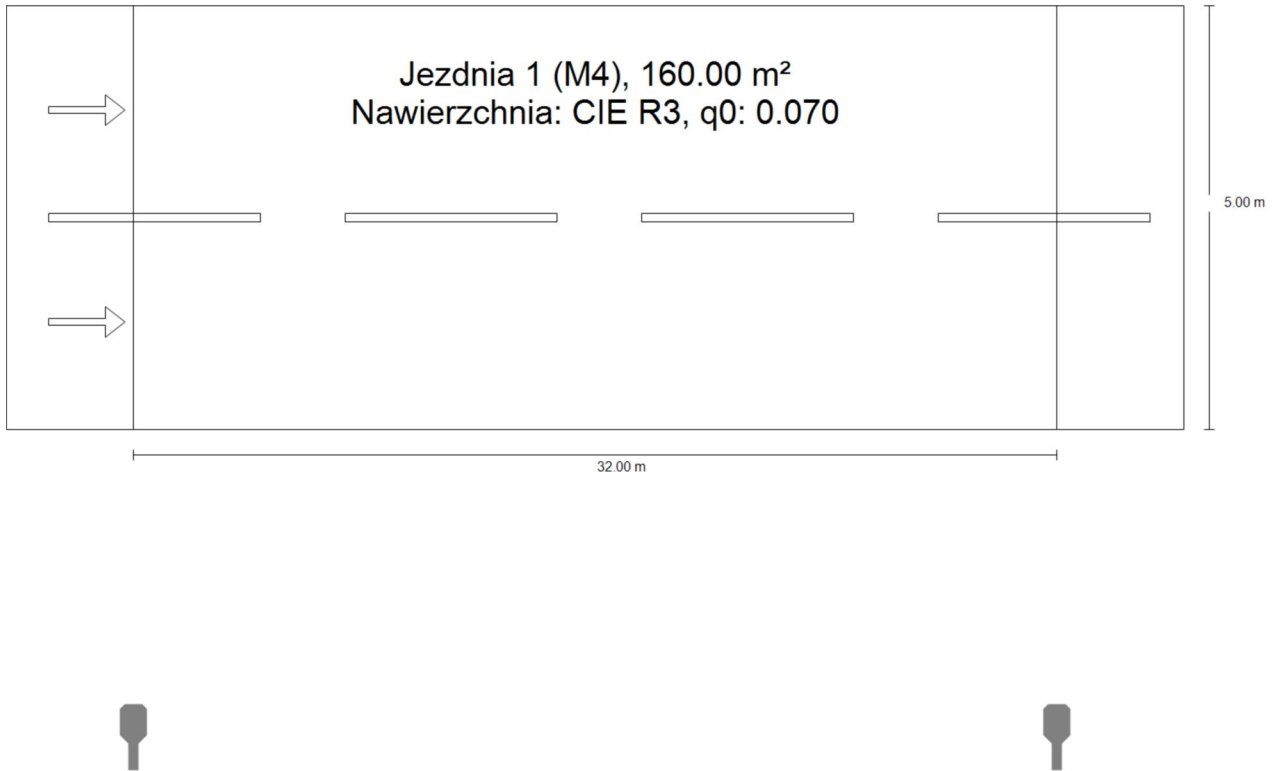 Jezdnia 1 (M4), 160.00 m²
Nawierzchnia: CIE R3, q0: 0.070
5.00 m
32.00 m